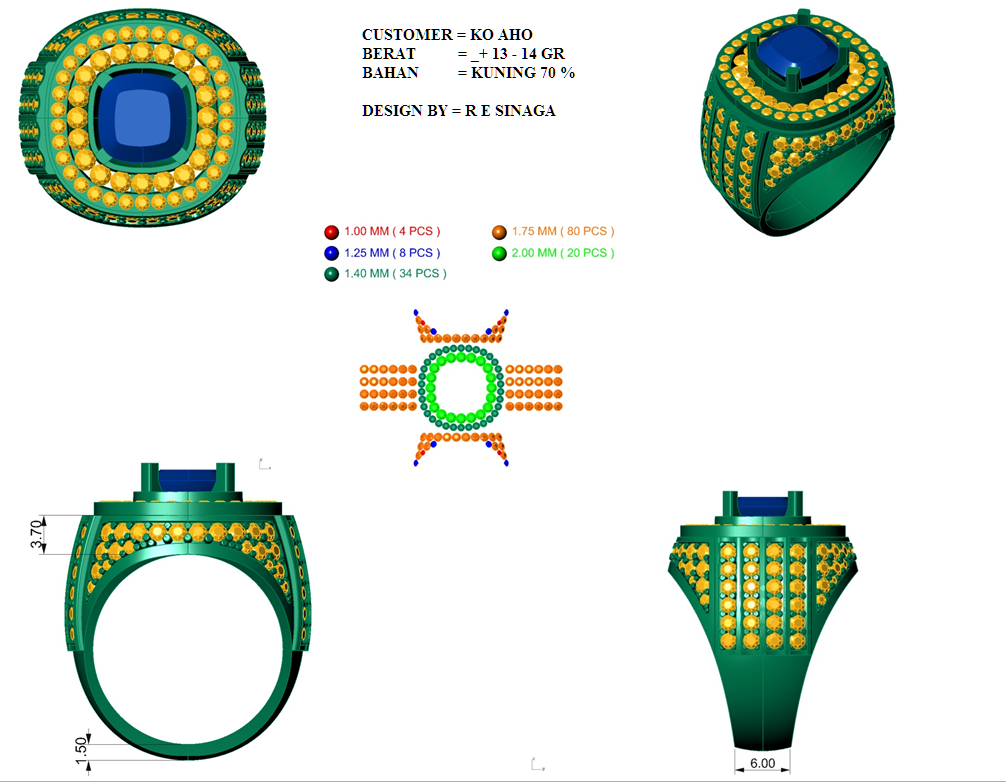 CUSTOMER = KO AHO
BERAT = _+ 13 - 14 GR
BAHAN = KUNING 70 %
DESIGN BY = R E SINAGA
1.00 MM ( 4 PCS )
1.75 MM ( 80 PCS )
1.25 MM ( 8 PCS )
2.00 MM ( 20 PCS )
1.40 MM ( 34 PCS )
3.70
1.50
6.00